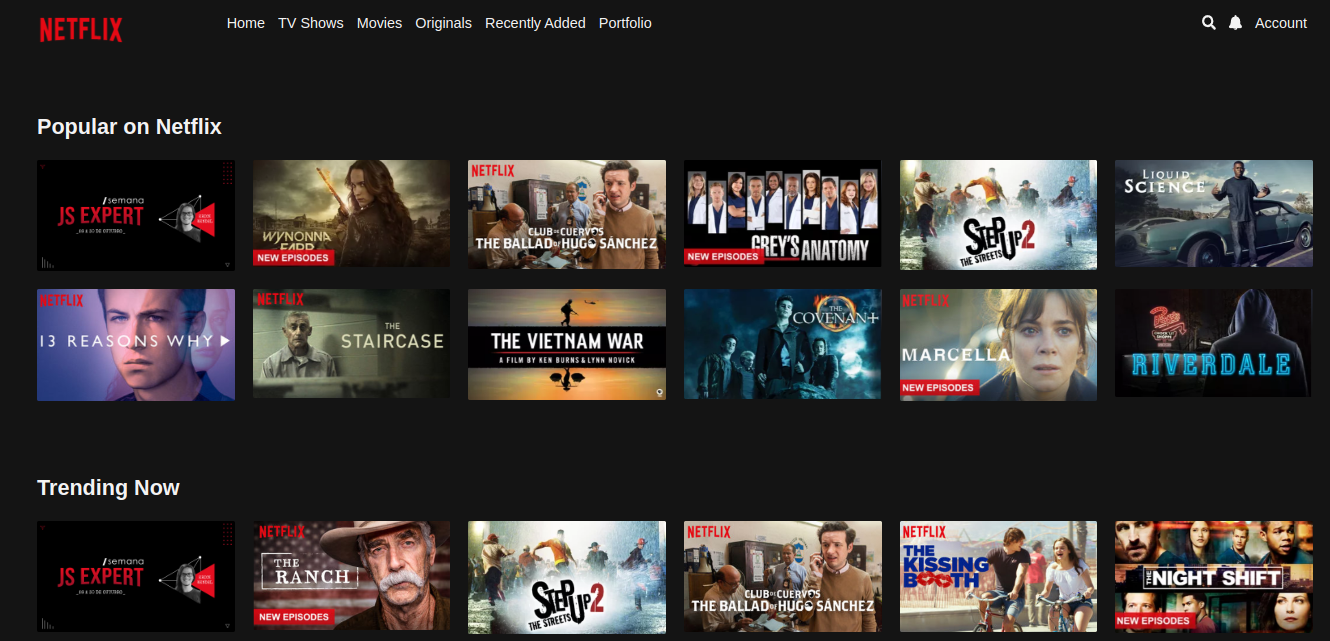 NETFLIX
Home TV Shows Movies Originals Recently Added Portfolio
Account
Popular on Netflix
/semana
JS EXPERT
WYNONNA
EARP
NEW EPISODES
NETFLIX
CLUB DE CUERVOS
THE BALLAD OF HUGO SÁNCHEZ
GREY'S ANATOMY
NEW EPISODES
STEP UP 2
THE STREETS
LIQUID
SCIENCE
NETFLIX
13 REASONS WHY
NETFLIX
THE
STAIRCASE
THE VIETNAM WAR
A FILM BY KEN BURNS & LYNN NOVICK
THE
COVENANT
NETFLIX
MARCELLA
NEW EPISODES
RIVERDALE
Trending Now
/semana
JS EXPERT
NETFLIX
THE
RANCH
NEW EPISODES
STEP UP 2
THE STREETS
NETFLIX
CLUB DE CUERVOS
THE BALLAD OF HUGO SÁNCHEZ
NETFLIX
THE
KISSING
BOOTH
THE NIGHT SHIFT
NEW EPISODES